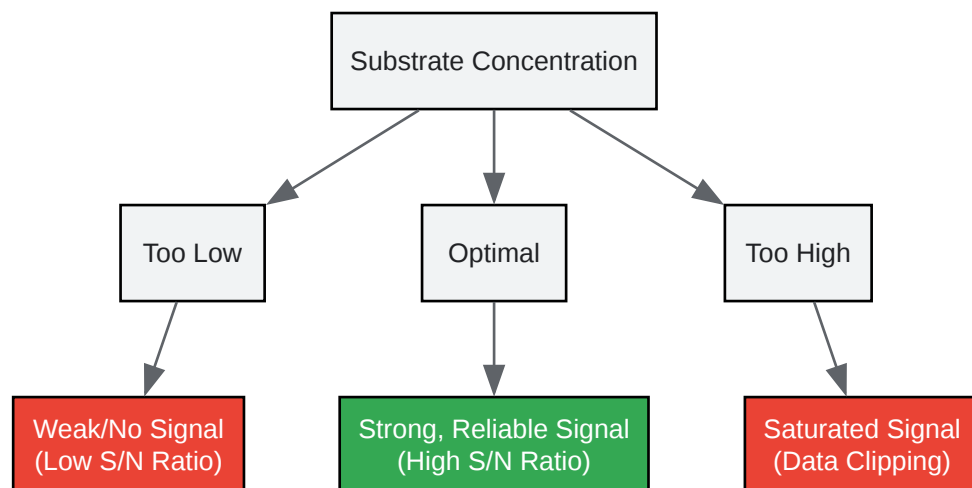 Substrate Concentration
Too Low
Optimal
Too High
Weak/No Signal
(Low S/N Ratio)
Strong, Reliable Signal
(High S/N Ratio)
Saturated Signal
(Data Clipping)